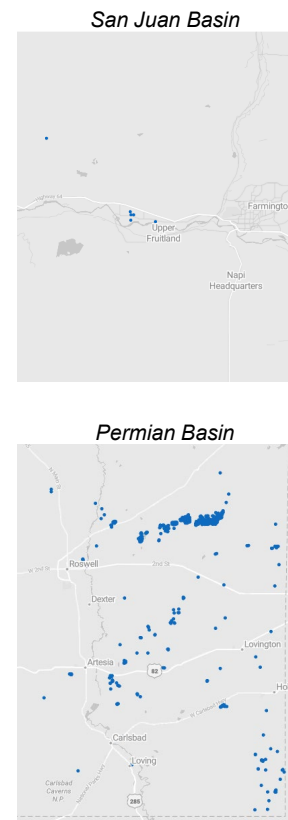 San Juan Basin
Farmingto
Upper
Fruitland
Napi
Headquarters
Permian Basin
Roswell
2nd St
Dexter
Artesia
82
Lovington
Ho
Carlsbad
Loving
Carlsbad
Caverns
N.P.
285